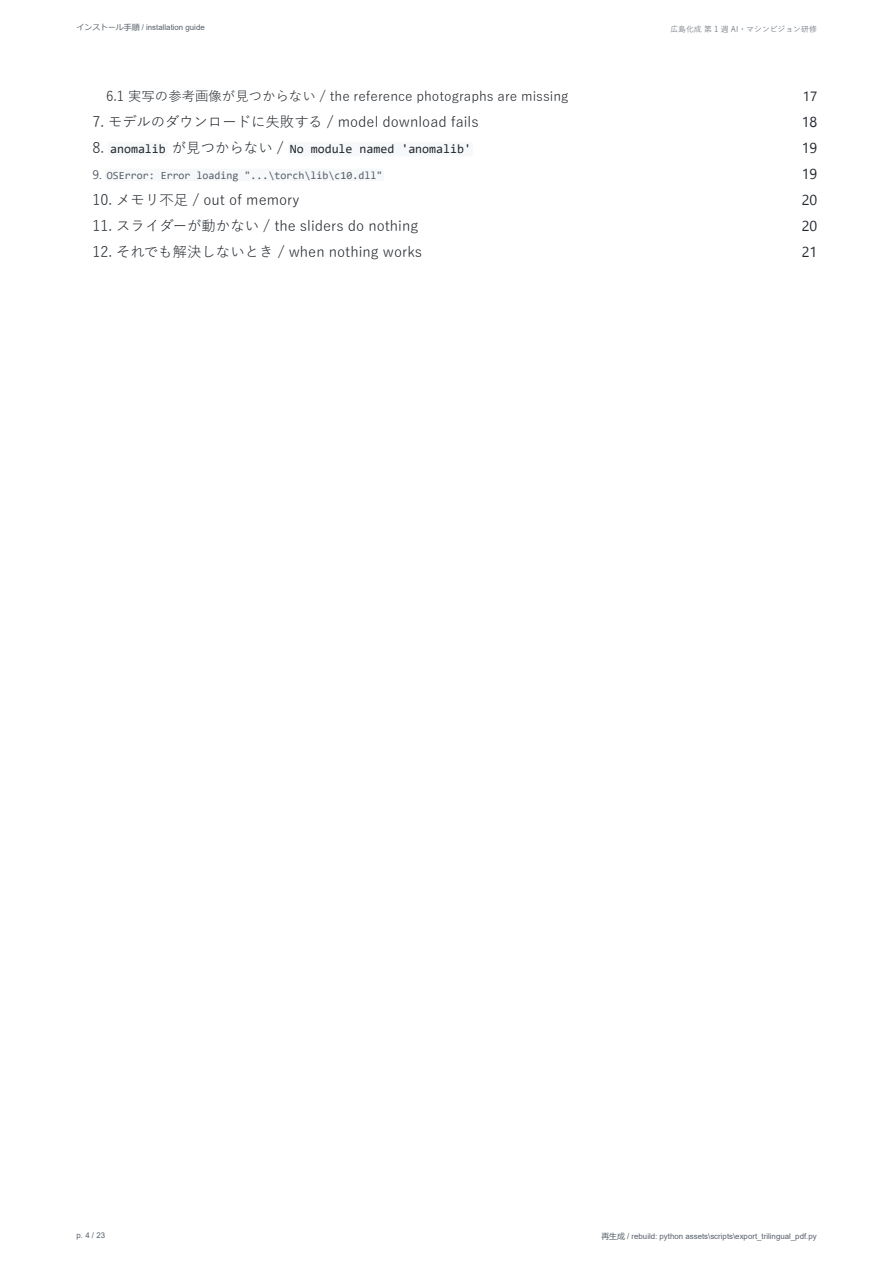 インストール手順 / installation guide
広島化成 第 1 週 AI・マシンビジョン研修
6.1 実写の参考画像が見つからない / the reference photographs are missing 17
7. モデルのダウンロードに失敗する / model download fails 18
8. anomalib が見つからない / No module named 'anomalib' 19
9. OSError: Error loading "...\torch\lib\c10.dll" 19
10. メモリ不足 / out of memory 20
11. スライダーが動かない / the sliders do nothing 20
12. それでも解決しないとき / when nothing works 21
p. 4 / 23
再生成 / rebuild: python assets\scripts\export_trilingual_pdf.py